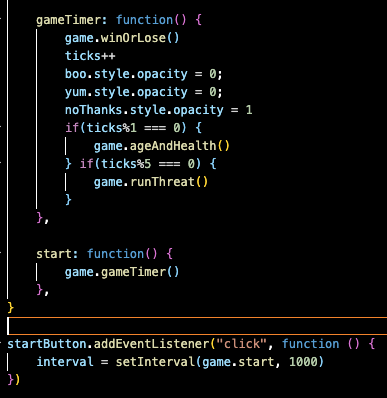 gameTimer: function() {
game.winOrLose()
ticks++
boo.style.opacity = 0;
yum.style.opacity = 0;
noThanks.style.opacity = 1
if(ticks%1 === 0) {
game.ageAndHealth()
} if(ticks%5 === 0) {
game.runThreat()
}
},
start: function() {
game.gameTimer()
},
}
startButton.addEventListener("click", function () {
interval = setInterval(game.start, 1000)
})